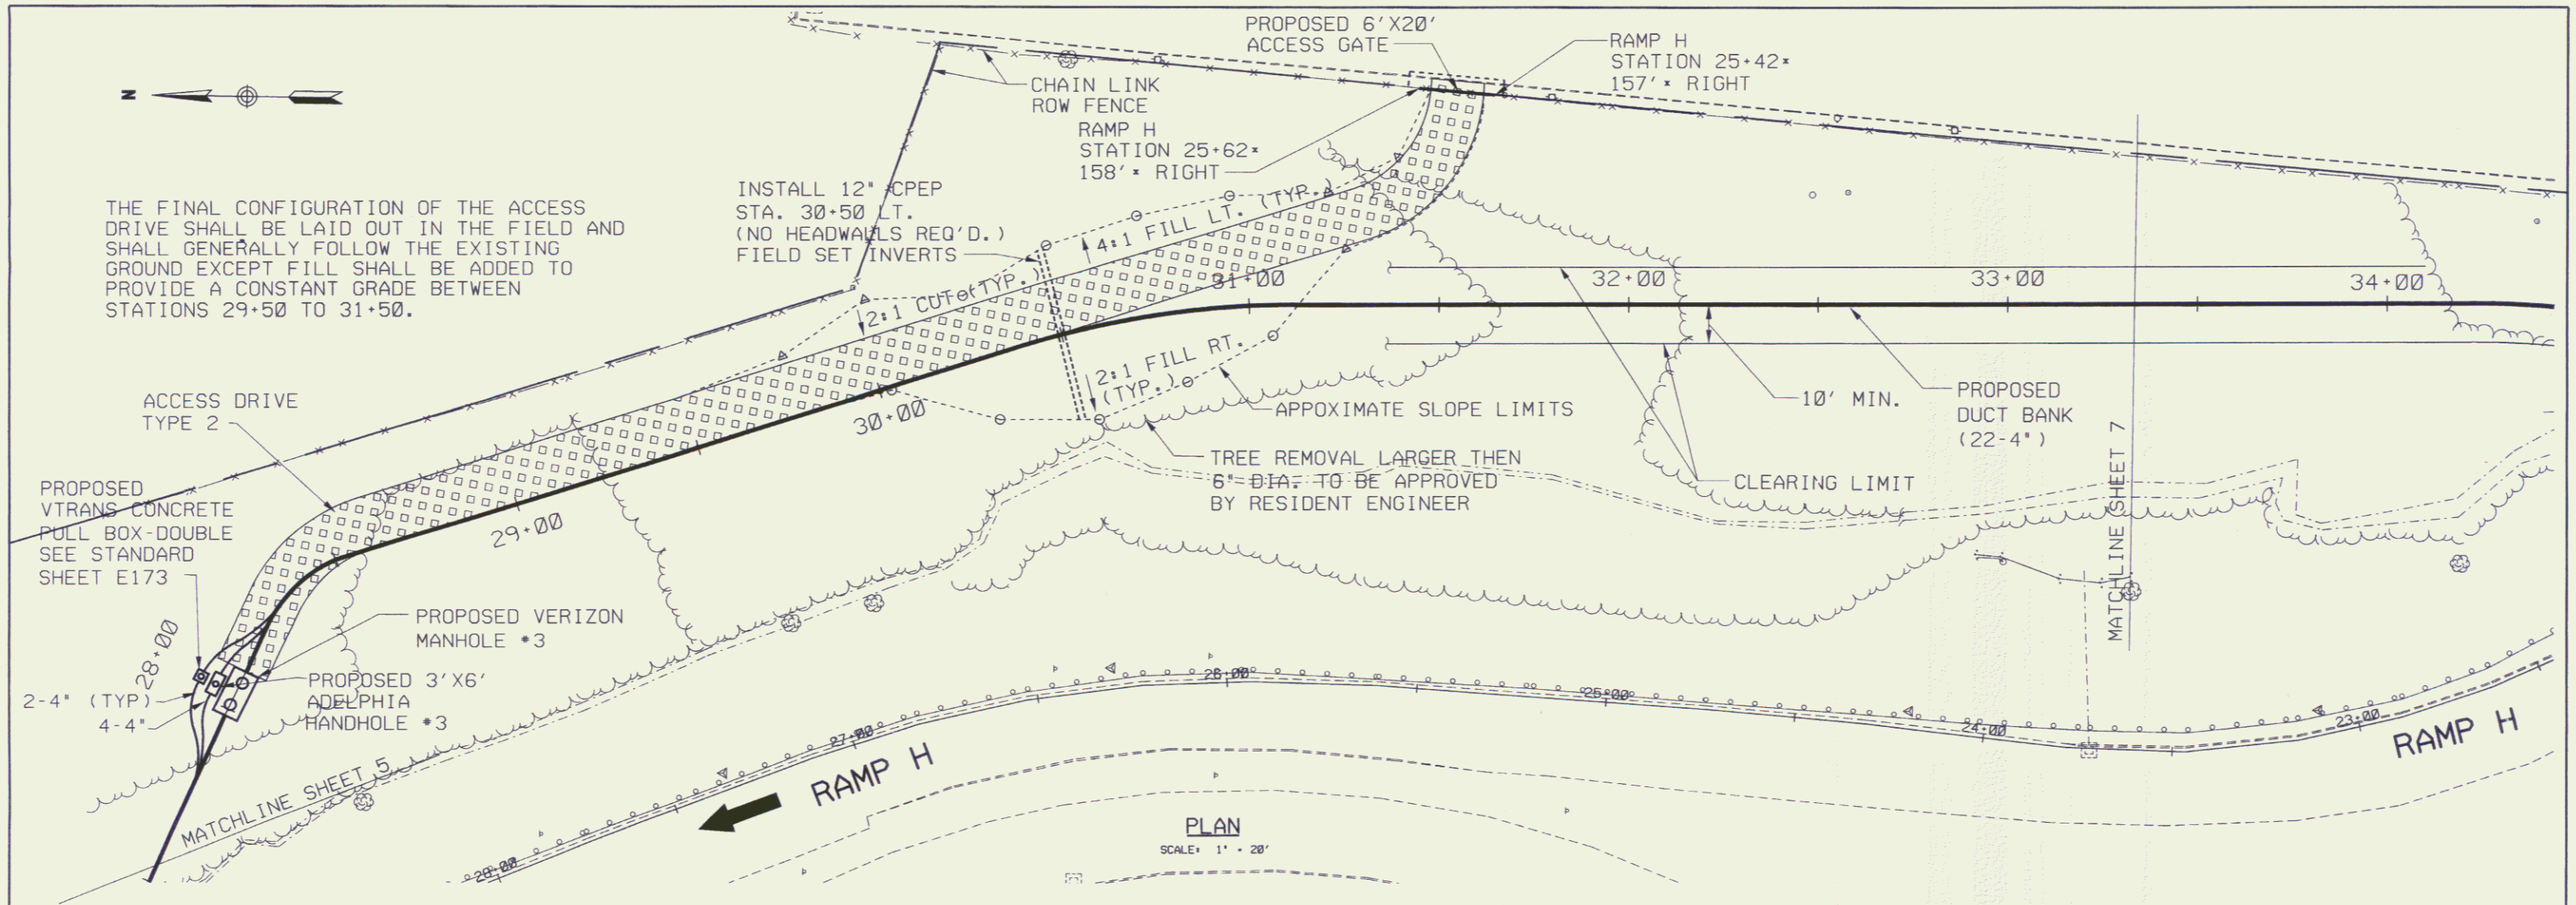 PROPOSED 6'X20'
ACCESS GATE
RAMP H
STATION 25+42±
157'± RIGHT
CHAIN LINK
ROW FENCE
RAMP H
STATION 25+62±
158'± RIGHT
N
THE FINAL CONFIGURATION OF THE ACCESS
DRIVE SHALL BE LAID OUT IN THE FIELD AND
SHALL GENERALLY FOLLOW THE EXISTING
GROUND EXCEPT FILL SHALL BE ADDED TO
PROVIDE A CONSTANT GRADE BETWEEN
STATIONS 29+50 TO 31+50.
INSTALL 12" CPEP
STA. 30+50 LT.
(NO HEADWALLS REQ'D.)
FIELD SET INVERTS
4:1 FILL LT. (TYP.)
2:1 CUT (TYP.)
31+00
32+00
33+00
34+00
2:1 FILL RT.
(TYP.)
10' MIN.
PROPOSED
DUCT BANK
(22-4")
APPOXIMATE SLOPE LIMITS
ACCESS DRIVE
TYPE 2
30+00
29+00
28+00
TREE REMOVAL LARGER THEN
6" DIA. TO BE APPROVED
BY RESIDENT ENGINEER
CLEARING LIMIT
MATCHLINE SHEET 7
PROPOSED
VTRANS CONCRETE
PULL BOX-DOUBLE
SEE STANDARD
SHEET E173
PROPOSED VERIZON
MANHOLE #3
PROPOSED 3'X6'
ADELPHIA
HANDHOLE #3
2-4" (TYP)
4-4"
MATCHLINE SHEET 5
28+00
27+00
26+00
25+00
24+00
23+00
RAMP H
RAMP H
PLAN
SCALE: 1" = 20'